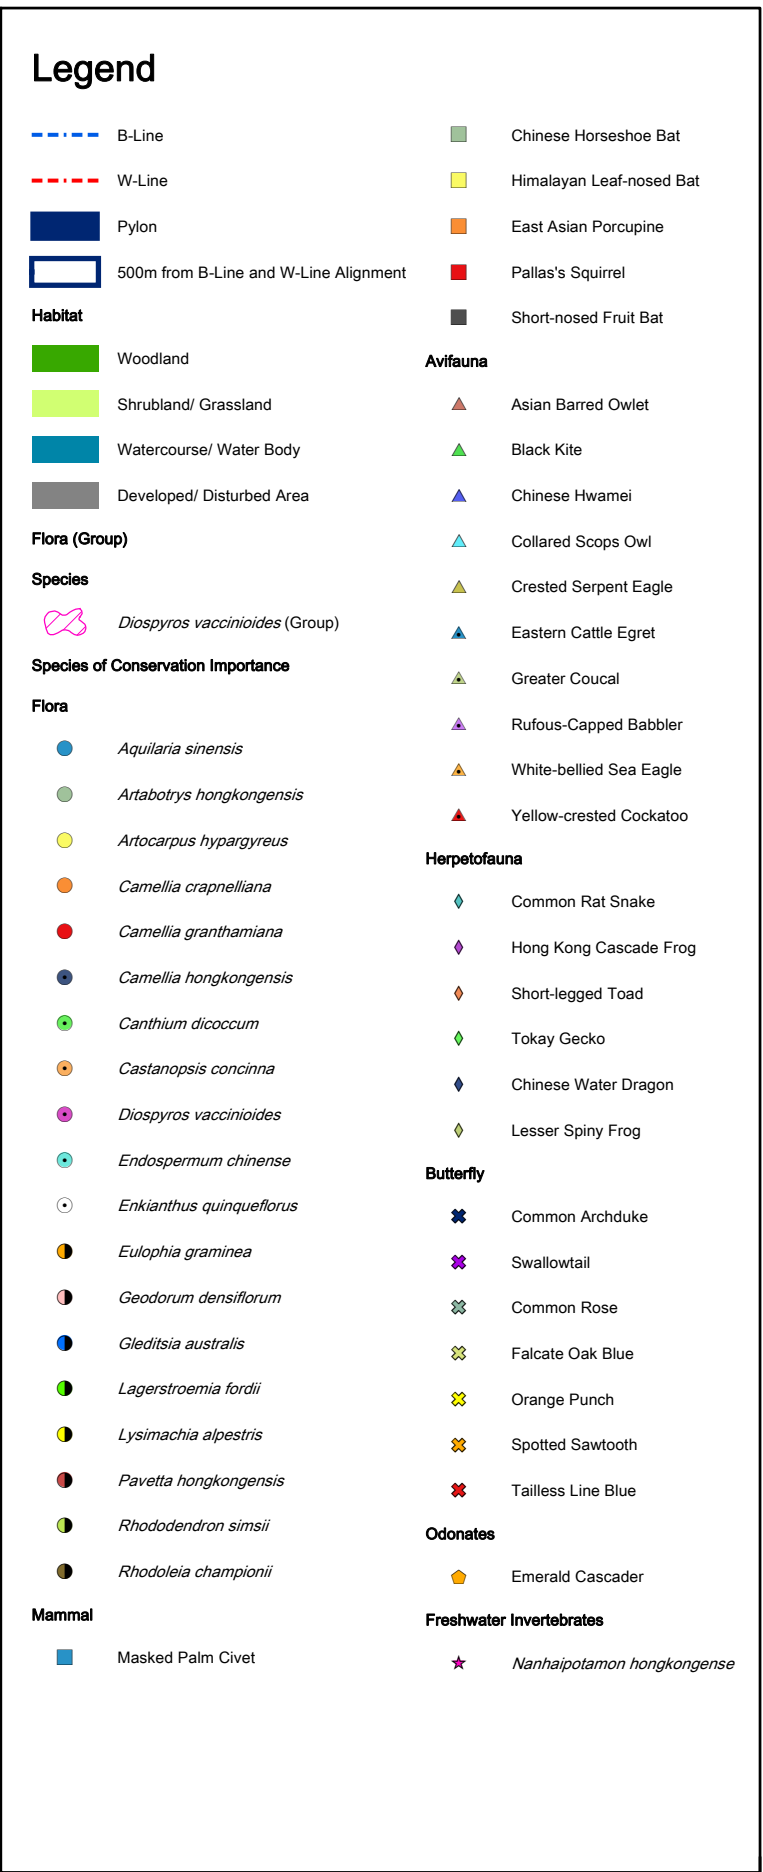 Legend
B-Line
W-Line
Pylon
500m from B-Line and W-Line Alignment
Habitat
Woodland
Shrubland/ Grassland
Watercourse/ Water Body
Developed/ Disturbed Area
Flora (Group)
Species
Diospyros vaccinioides (Group)
Species of Conservation Importance
Flora
Aquilaria sinensis
Artabotrys hongkongensis
Artocarpus hypargyreus
Camellia crapnelliana
Camellia granthamiana
Camellia hongkongensis
Canthium dicoccum
Castanopsis concinna
Diospyros vaccinioides
Endospermum chinense
Enkianthus quinqueflorus
Eulophia graminea
Geodorum densiflorum
Gleditsia australis
Lagerstroemia fordii
Lysimachia alpestris
Pavetta hongkongensis
Rhododendron simsii
Rhodoleia championii
Mammal
Masked Palm Civet
Chinese Horseshoe Bat
Himalayan Leaf-nosed Bat
East Asian Porcupine
Pallas's Squirrel
Short-nosed Fruit Bat
Avifauna
Asian Barred Owlet
Black Kite
Chinese Hwamei
Collared Scops Owl
Crested Serpent Eagle
Eastern Cattle Egret
Greater Coucal
Rufous-Capped Babbler
White-bellied Sea Eagle
Yellow-crested Cockatoo
Herpetofauna
Common Rat Snake
Hong Kong Cascade Frog
Short-legged Toad
Tokay Gecko
Chinese Water Dragon
Lesser Spiny Frog
Butterfly
Common Archduke
Swallowtail
Common Rose
Falcate Oak Blue
Orange Punch
Spotted Sawtooth
Tailless Line Blue
Odonates
Emerald Cascader
Freshwater Invertebrates
Nanhaipotamon hongkongense